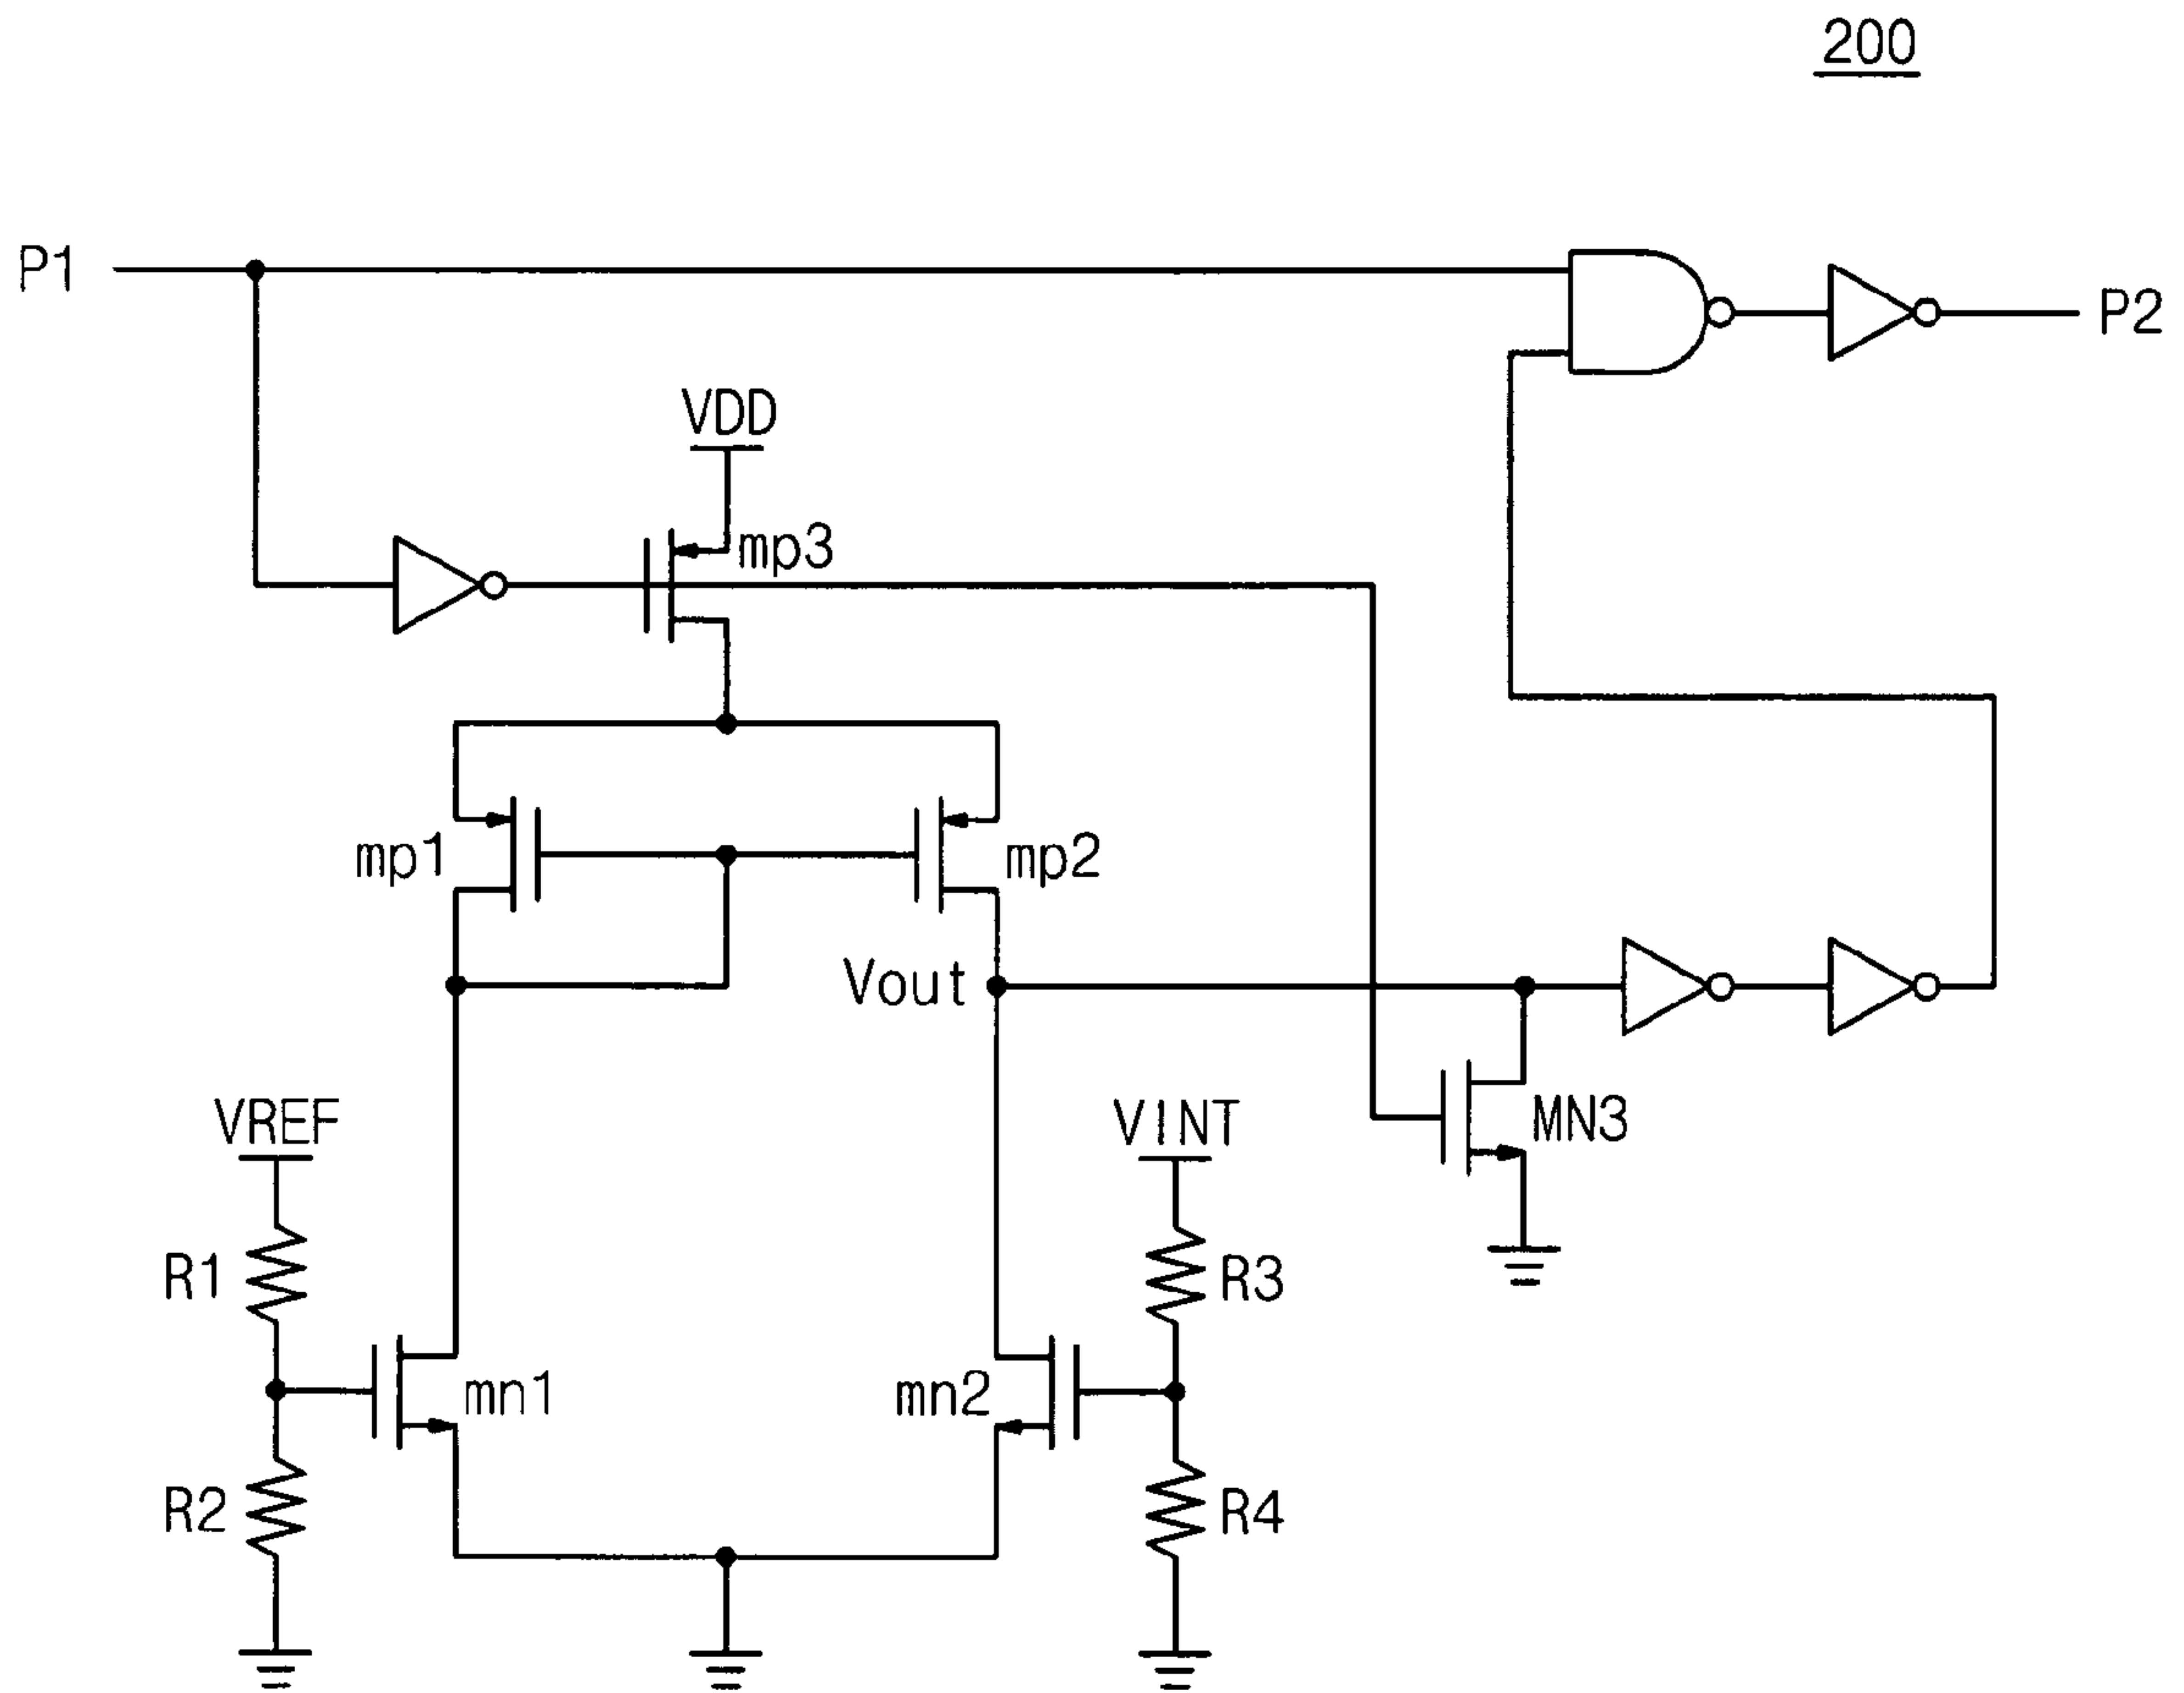 200
P1
P2
VDD
mp3
mp1
mp2
Vout
VREF
VINT
MN3
R1
R3
mn1
mn2
R2
R4